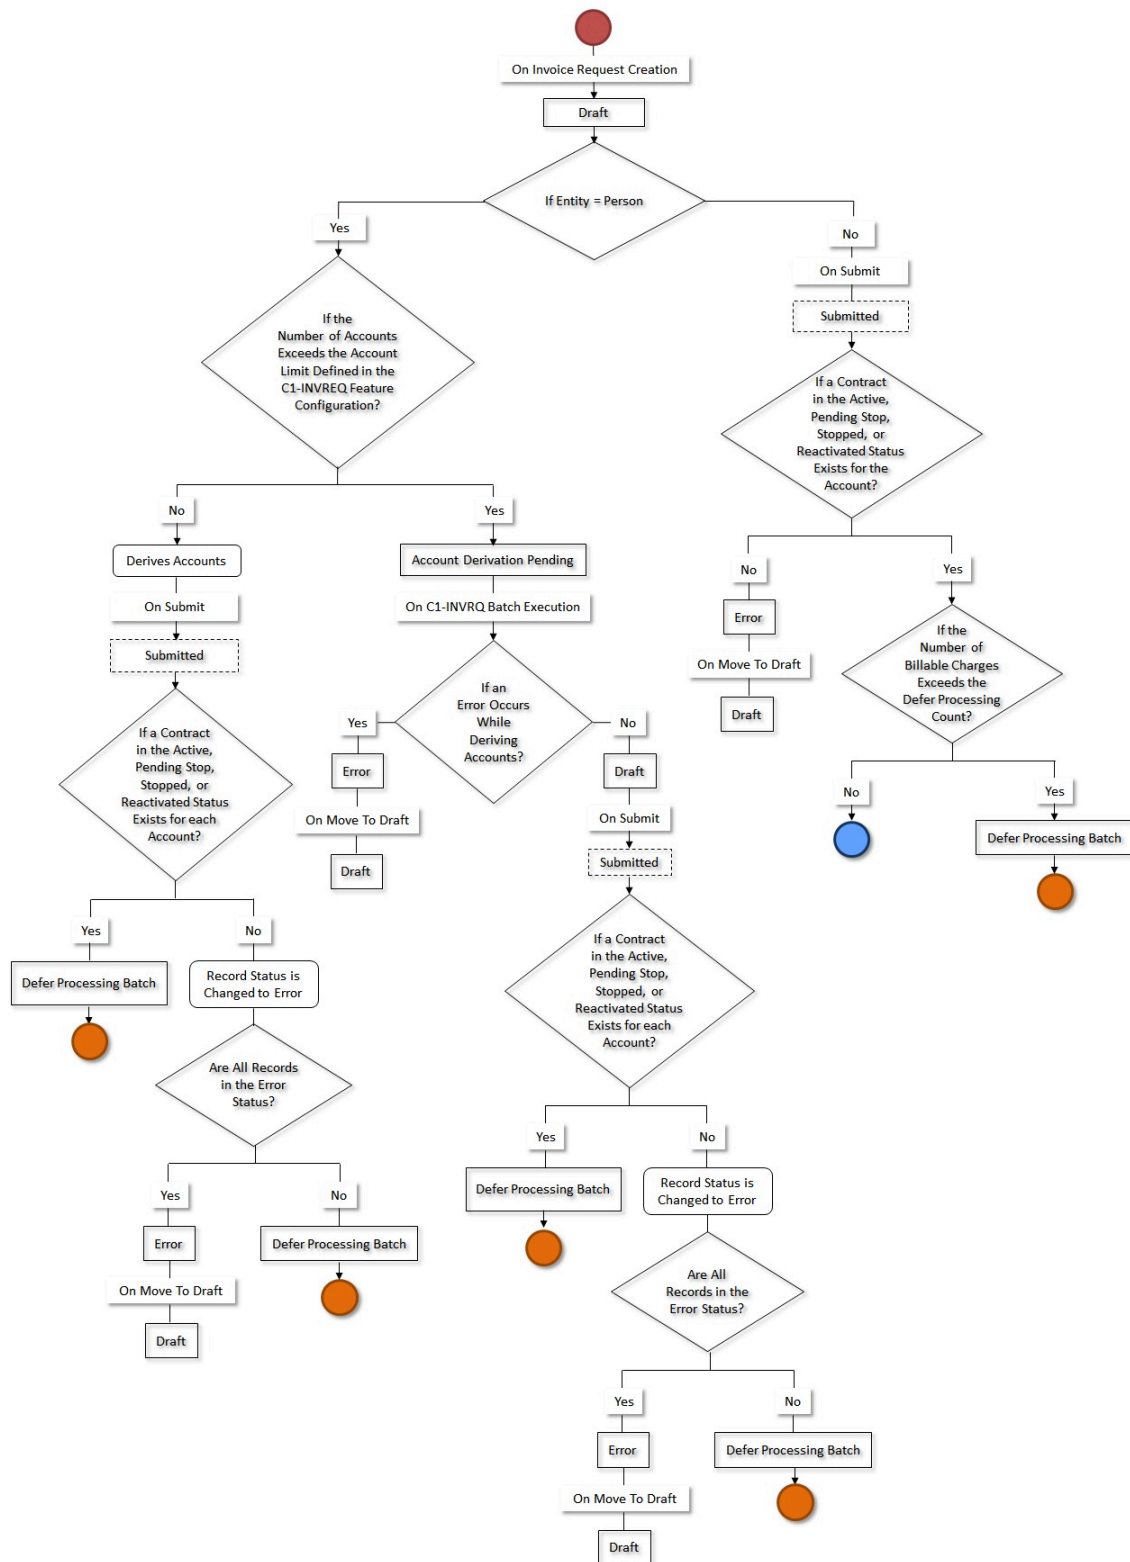 On Invoice Request Creation
Draft
If Entity = Person
Yes
No
On Submit
Submitted
If the
Number of Accounts
Exceeds the Account
Limit Defined in the
C1-INVREQ Feature
Configuration?
If a Contract
in the Active,
Pending Stop,
Stopped, or
Reactivated Status
Exists for the
Account?
No
Yes
Derives Accounts
Account Derivation Pending
On Submit
On C1-INVRQ Batch Execution
Submitted
No
Yes
Error
On Move To Draft
Draft
If the
Number of
Billable Charges
Exceeds the
Defer Processing
Count?
If a Contract
in the Active,
Pending Stop,
Stopped, or
Reactivated Status
Exists for each
Account?
If an
Error Occurs
While
Deriving
Accounts?
Yes
No
Error
On Move To Draft
Draft
Draft
On Submit
Submitted
No
Yes
Defer Processing Batch
Yes
No
Defer Processing Batch
Record Status is
Changed to Error
If a Contract
in the Active,
Pending Stop,
Stopped, or
Reactivated Status
Exists for each
Account?
Are All Records
in the Error
Status?
Yes
No
Error
On Move To Draft
Draft
Defer Processing Batch
Yes
No
Defer Processing Batch
Record Status is
Changed to Error
Are All
Records in the
Error Status?
Yes
No
Error
On Move To Draft
Draft
Defer Processing Batch